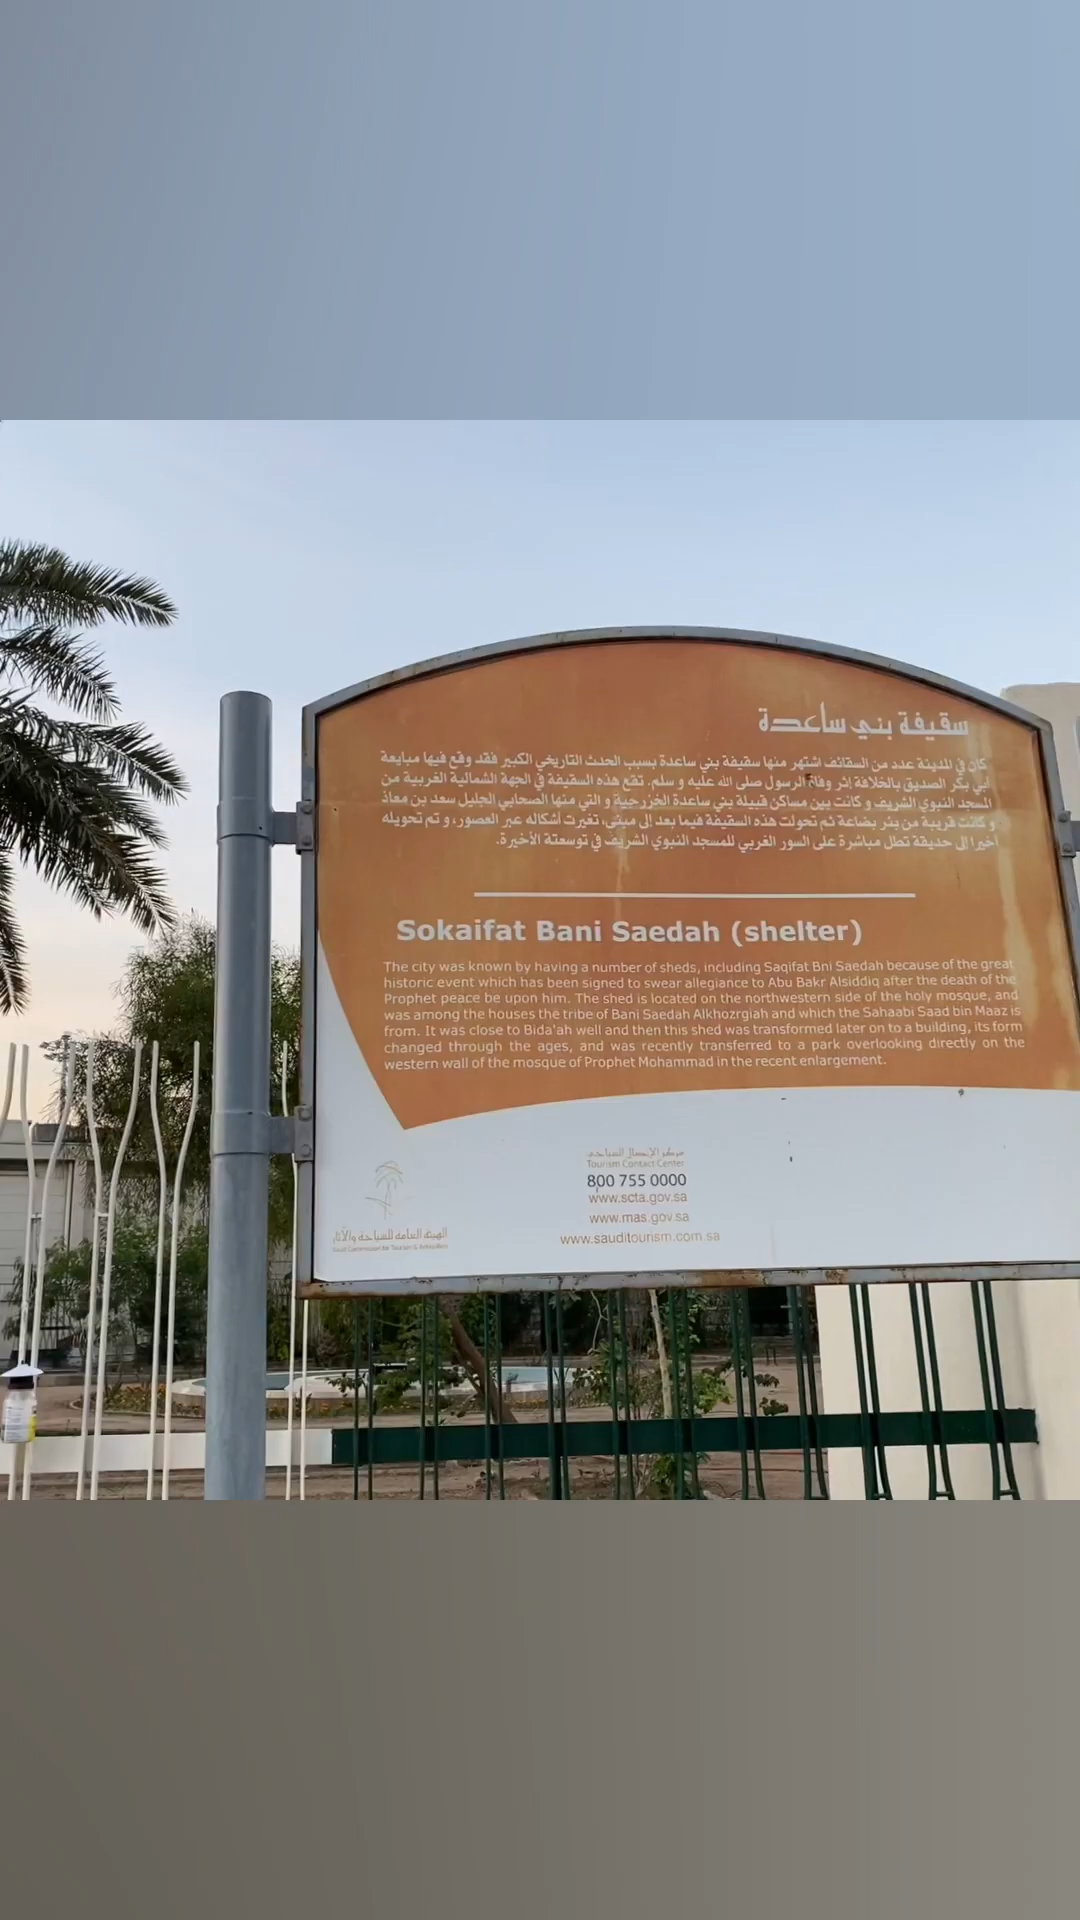 سقيفة بني ساعدة
كان في المدينة عدد من السقائف اشتهر منها سقيفة بني ساعدة بسبب الحدث التاريخي الكبير فقد وقع فيها مبايعة
ابي بكر الصديق بالخلافة إثر وفاة الرسول صلى الله عليه و سلم. تقع هذه السقيفة في الجهة الشمالية الغربية من
المسجد النبوي الشريف و كانت بين مساكن قبيلة بني ساعدة الخزرجية و التي منها الصحابي الجليل سعد بن معاذ
و كانت قريبة من بئر بضاعة ثم تحولت هذه السقيفة فيما بعد إلى مبنى، تغيرت أشكاله عبر العصور، و تم تحويله
أخيرا إلى حديقة تطل مباشرة على السور الغربي للمسجد النبوي الشريف في توسعتة الأخيرة.
Sokaifat Bani Saedah (shelter)
The city was known by having a number of sheds, including Saqifat Bni Saedah because of the great
historic event which has been signed to swear allegiance to Abu Bakr Alsiddiq after the death of the
Prophet peace be upon him. The shed is located on the northwestern side of the holy mosque, and
was among the houses the tribe of Bani Saedah Alkhozrgiah and which the Sahaabi Saad bin Maaz is
from. It was close to Bida'ah well and then this shed was transformed later on to a building, its form
changed through the ages, and was recently transferred to a park overlooking directly on the
western wall of the mosque of Prophet Mohammad in the recent enlargement.
مركز الاتصال السياحي
Tourism Contact Center
800 755 0000
www.scta.gov.sa
www.mas.gov.sa
www.sauditourism.com.sa
الهيئة العامة للسياحة والآثار
Saudi Commission for Tourism & Antiquities